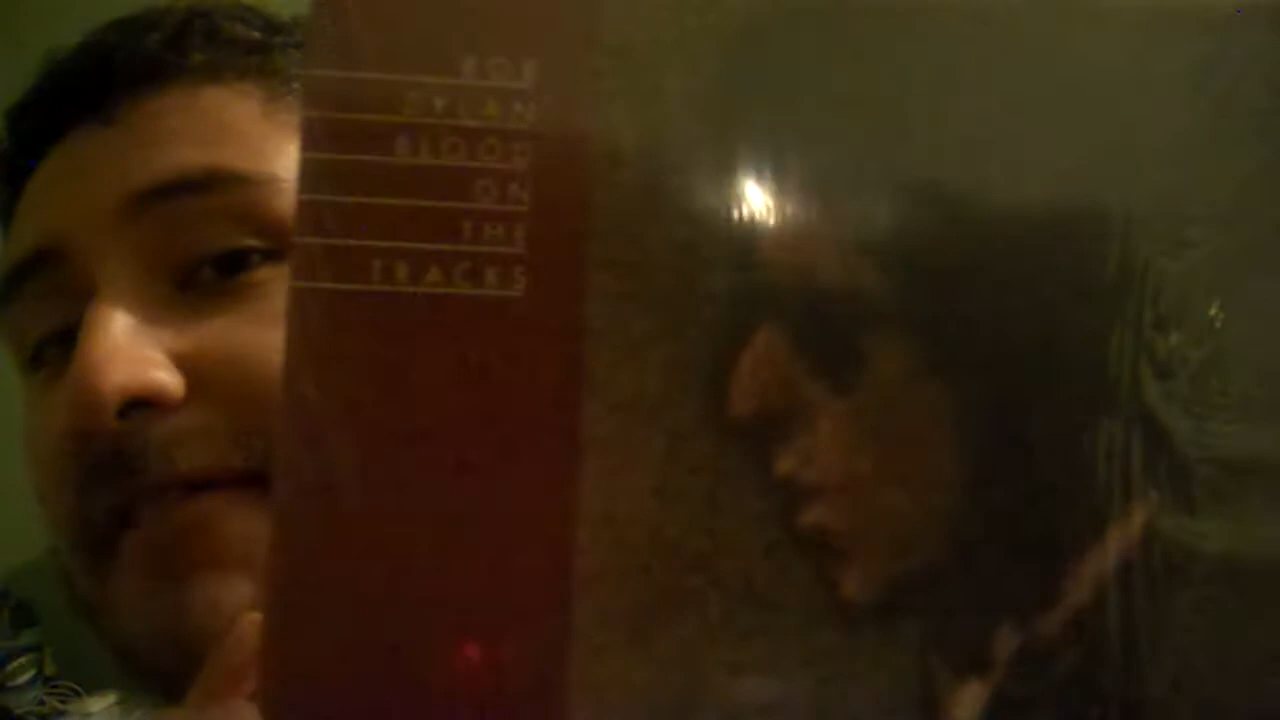 BOB
DYLAN
BLOOD
ON
THE
TRACKS